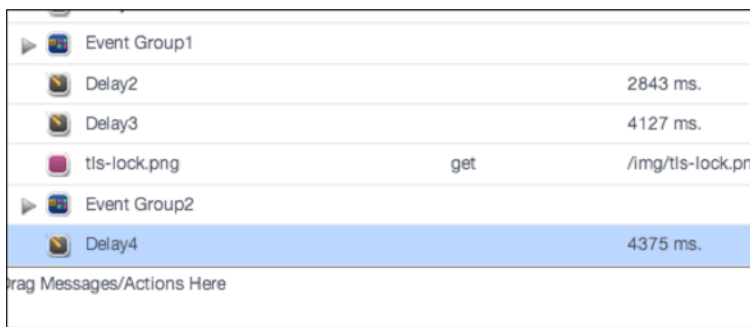 Event Group1
Delay2 2843 ms.
Delay3 4127 ms.
tls-lock.png get /img/tls-lock.pn
Event Group2
Delay4 4375 ms.
Drag Messages/Actions Here